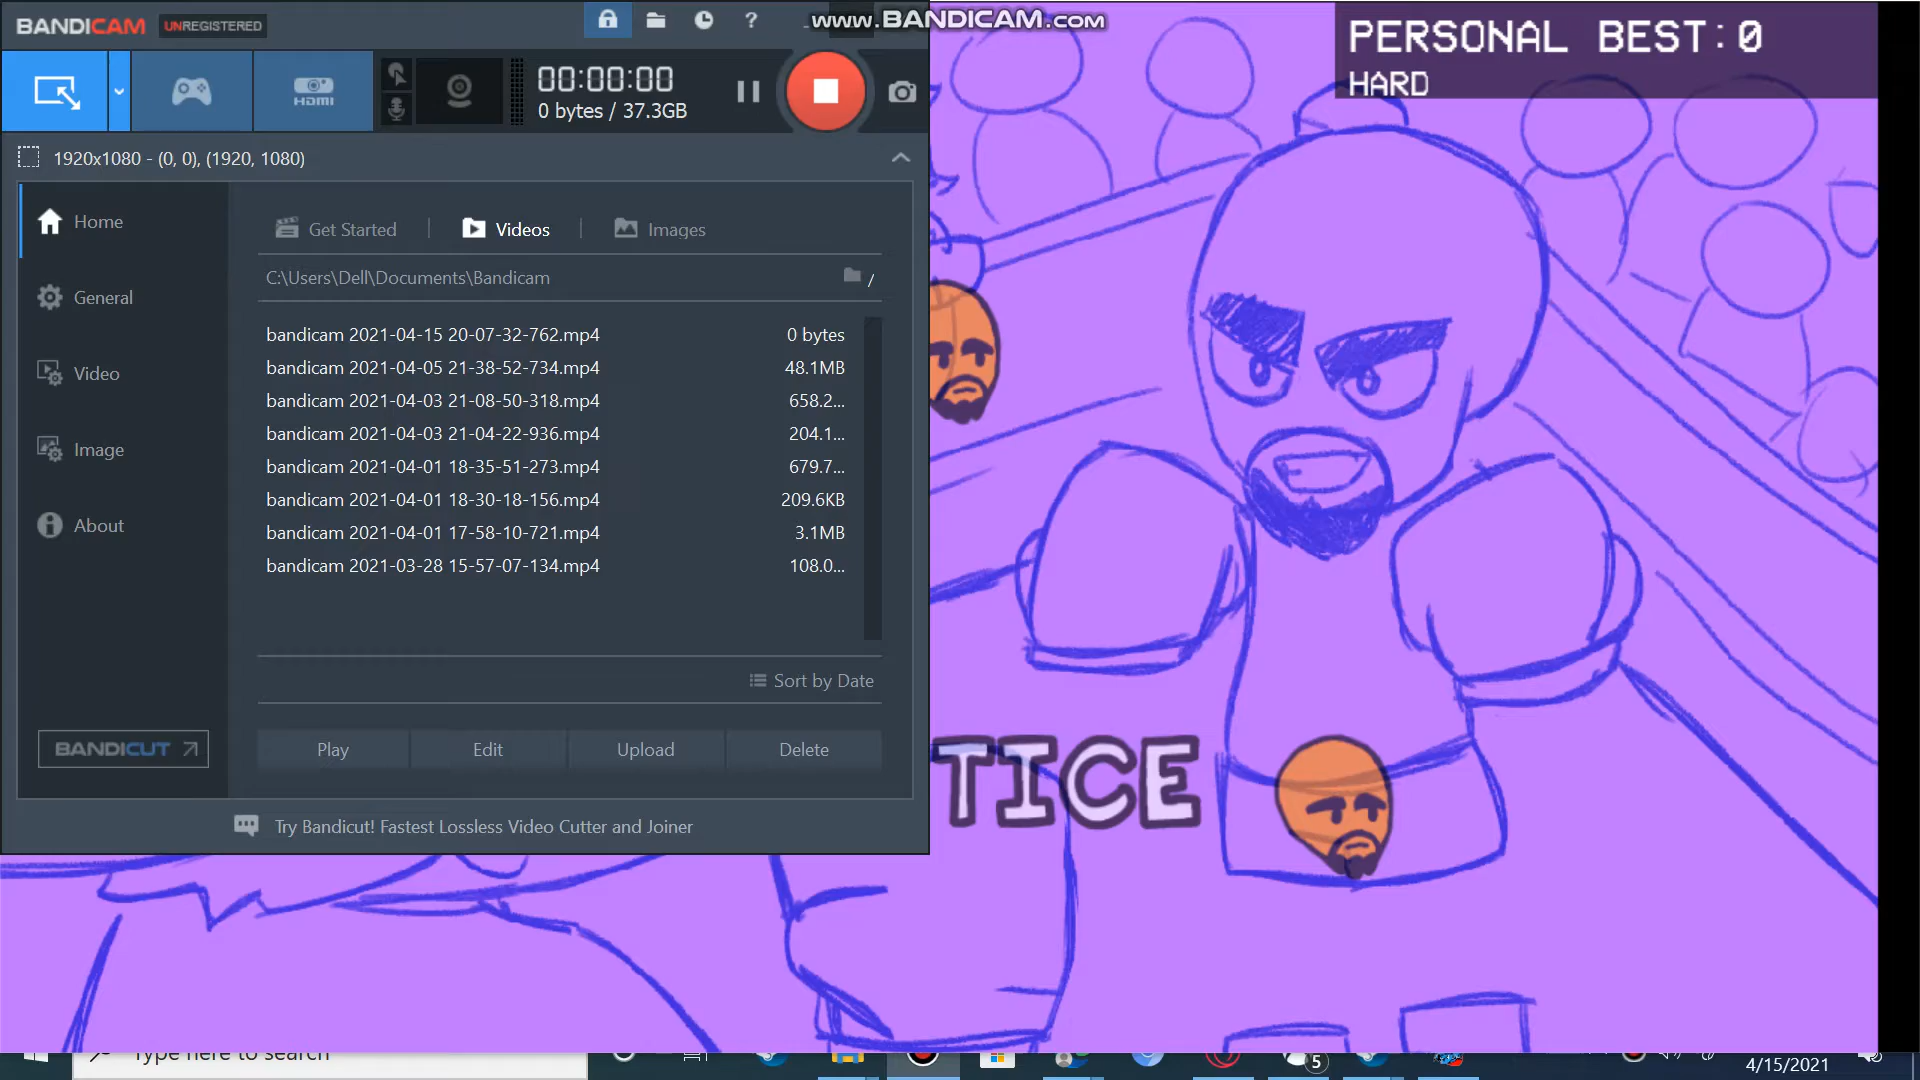 BANDICAM UNREGISTERED
www.BANDICAM.com
PERSONAL BEST:0
HARD
HDMI
00:00:00
0 bytes / 37.3GB
1920x1080 - (0, 0), (1920, 1080)
Home
General
Video
Image
About
Get Started
Videos
Images
C:\Users\Dell\Documents\Bandicam
bandicam 2021-04-15 20-07-32-762.mp4 0 bytes
bandicam 2021-04-05 21-38-52-734.mp4 48.1MB
bandicam 2021-04-03 21-08-50-318.mp4 658.2...
bandicam 2021-04-03 21-04-22-936.mp4 204.1...
bandicam 2021-04-01 18-35-51-273.mp4 679.7...
bandicam 2021-04-01 18-30-18-156.mp4 209.6KB
bandicam 2021-04-01 17-58-10-721.mp4 3.1MB
bandicam 2021-03-28 15-57-07-134.mp4 108.0...
Sort by Date
BANDICUT
Play
Edit
Upload
Delete
TICE
Try Bandicut! Fastest Lossless Video Cutter and Joiner
Type here to search
5
4/15/2021